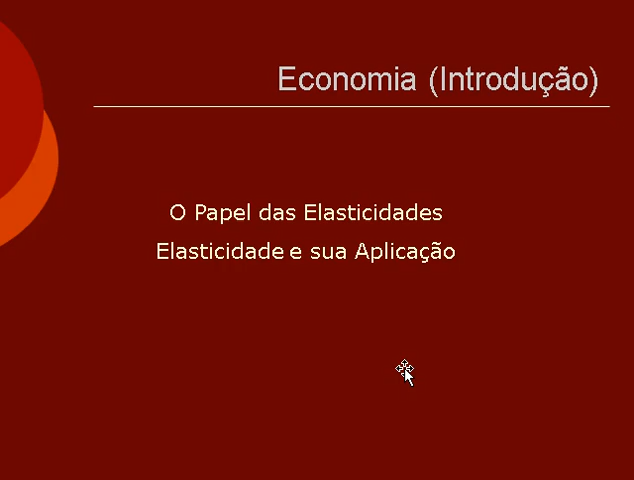 Economia (Introdução)
O Papel das Elasticidades
Elasticidade e sua Aplicação